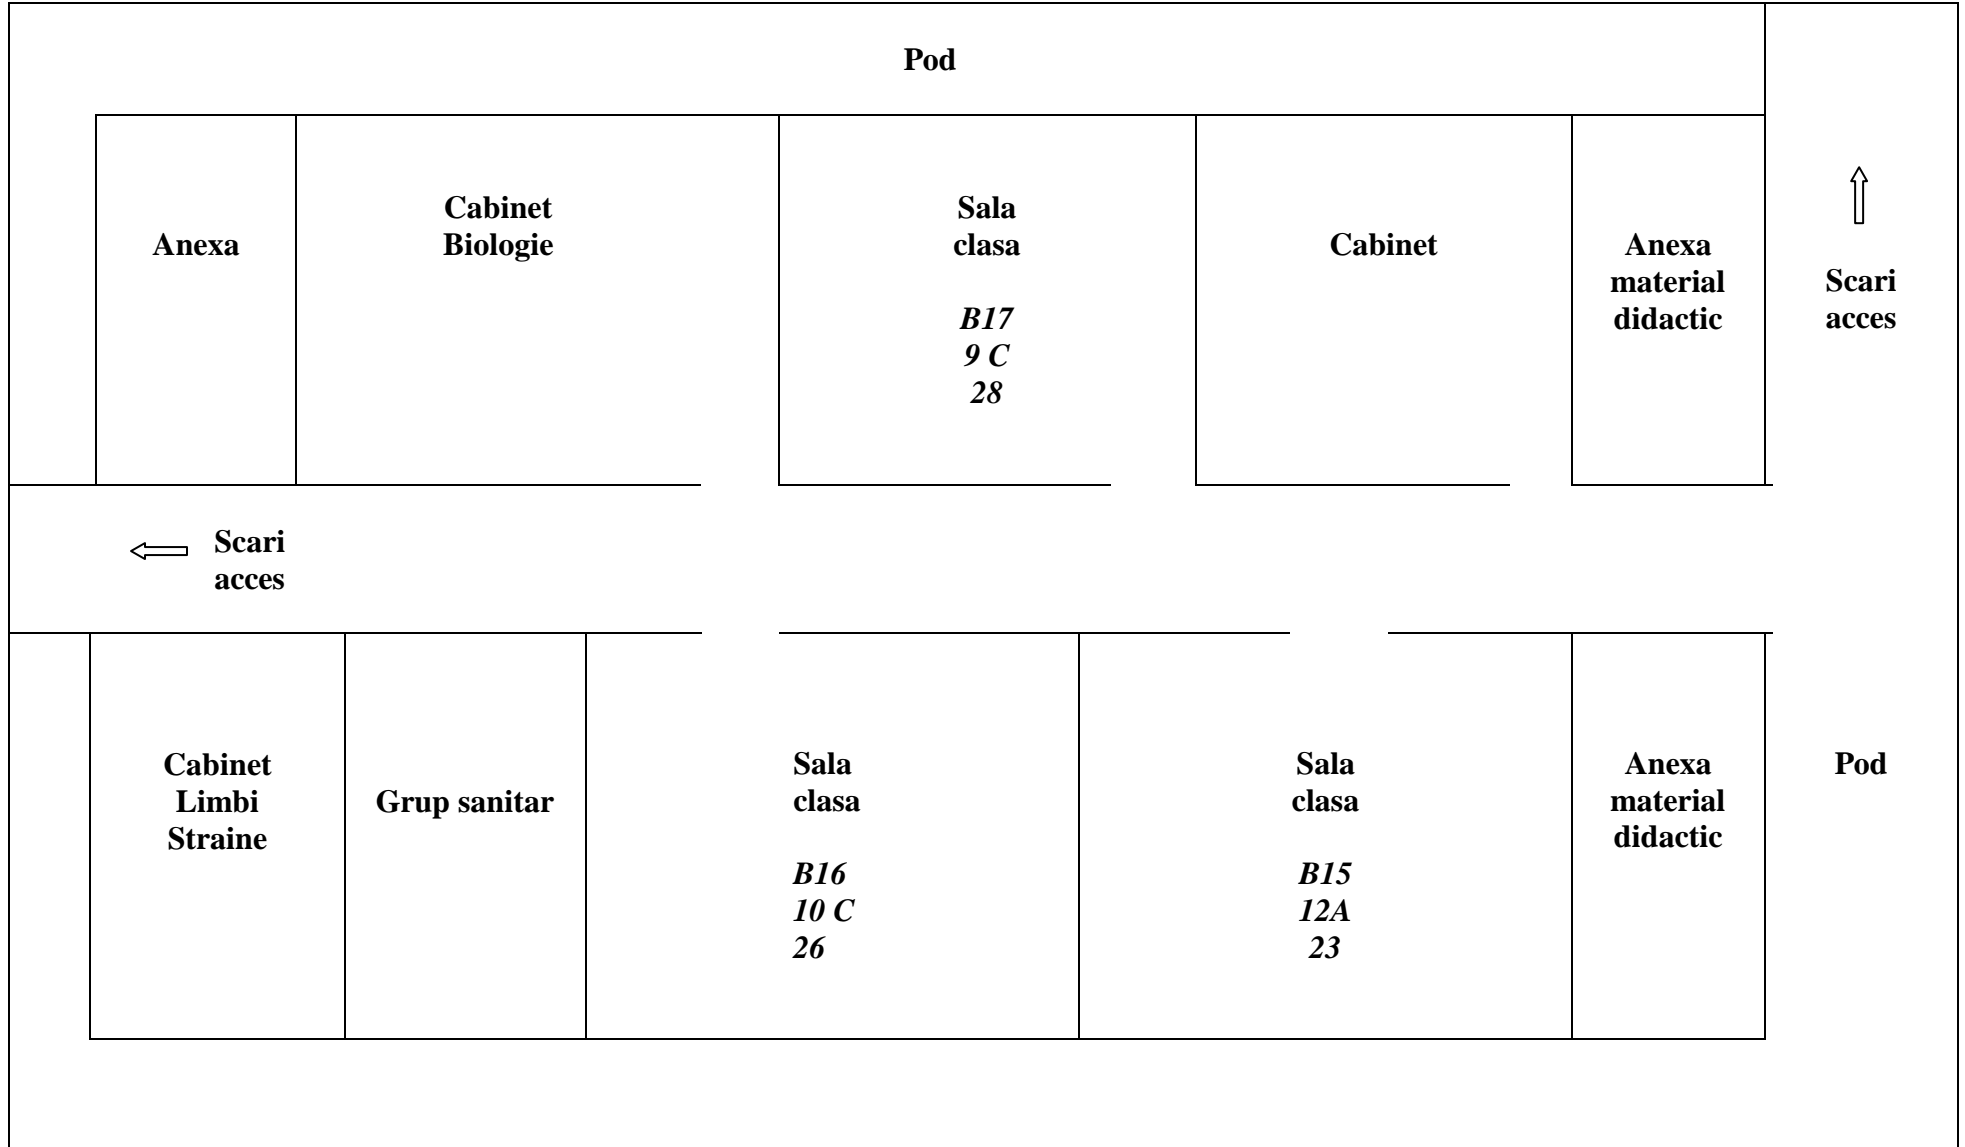 Pod
Anexa
Cabinet
Biologie
Sala
clasa
B17
9 C
28
Cabinet
Anexa
material
didactic
Scari
acces
Scari
acces
Cabinet
Limbi
Straine
Grup sanitar
Sala
clasa
B16
10 C
26
Sala
clasa
B15
12A
23
Anexa
material
didactic
Pod